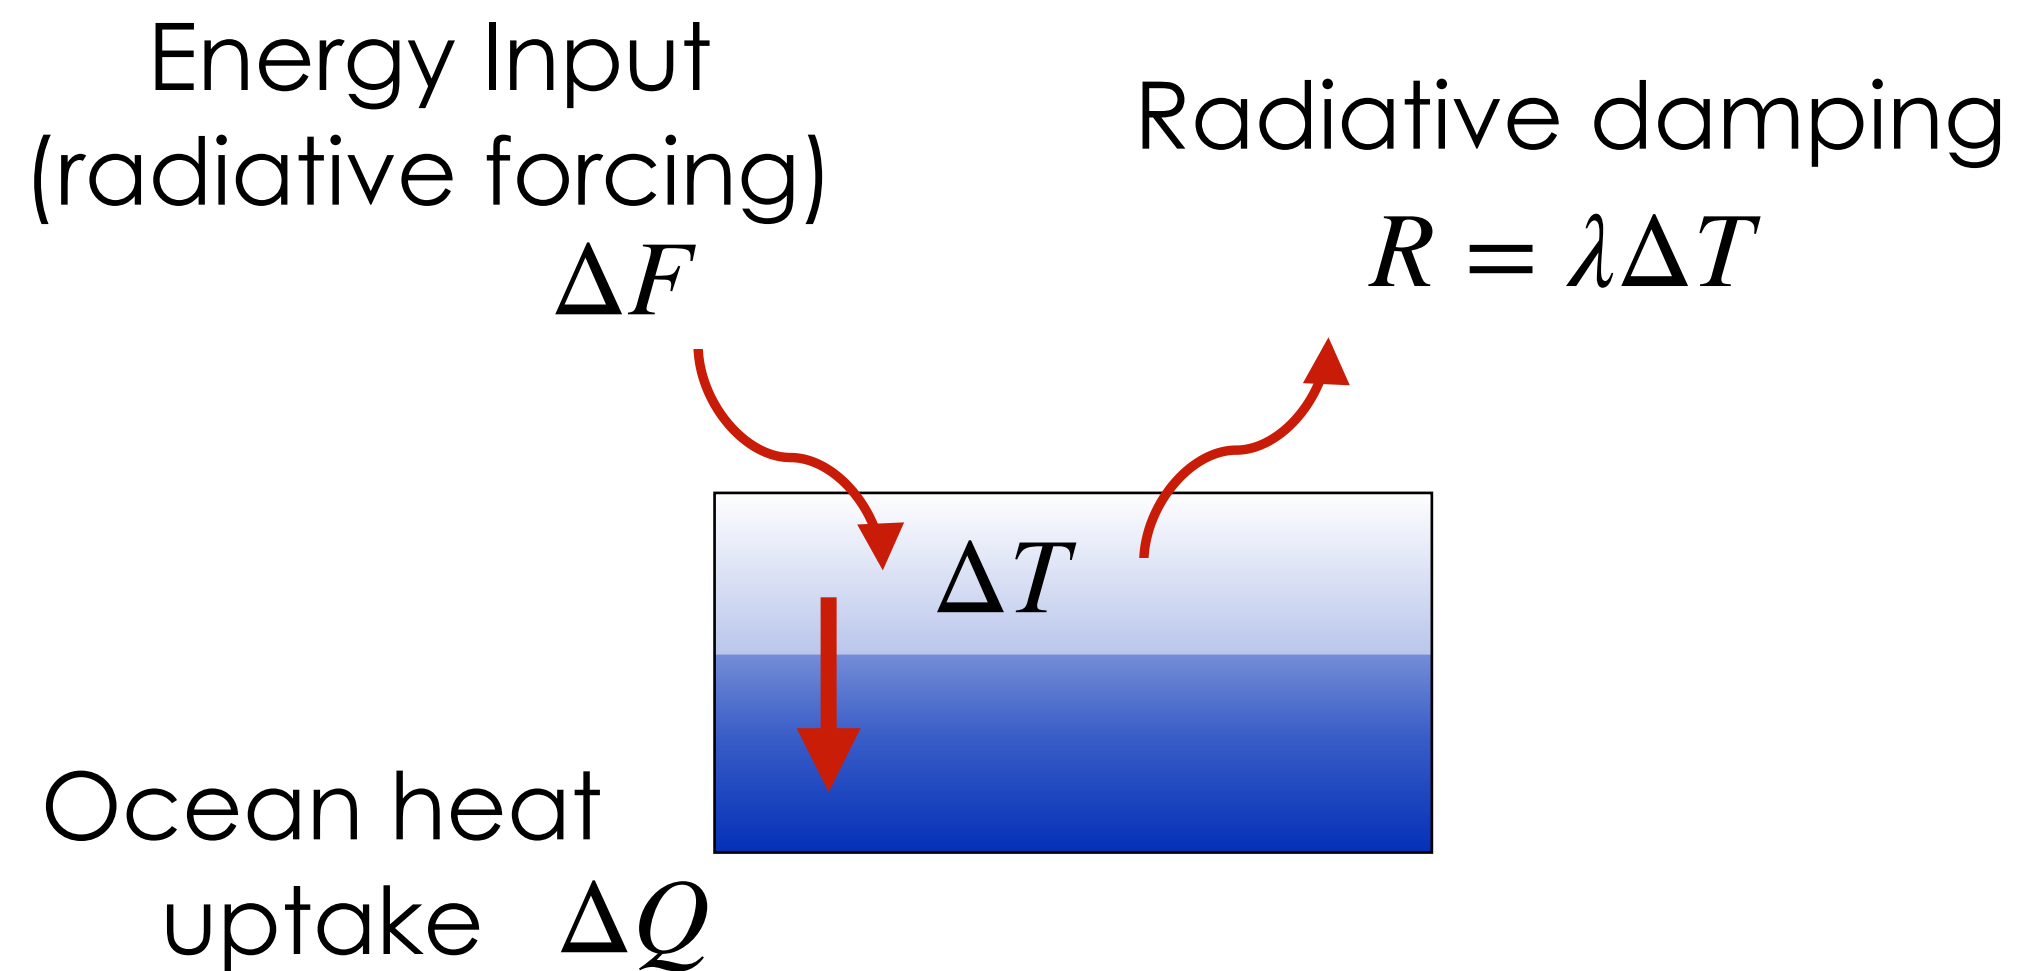 Energy Input
(radiative forcing)
ΔF
Radiative damping
R = λΔT
ΔT
Ocean heat
uptake ΔQ